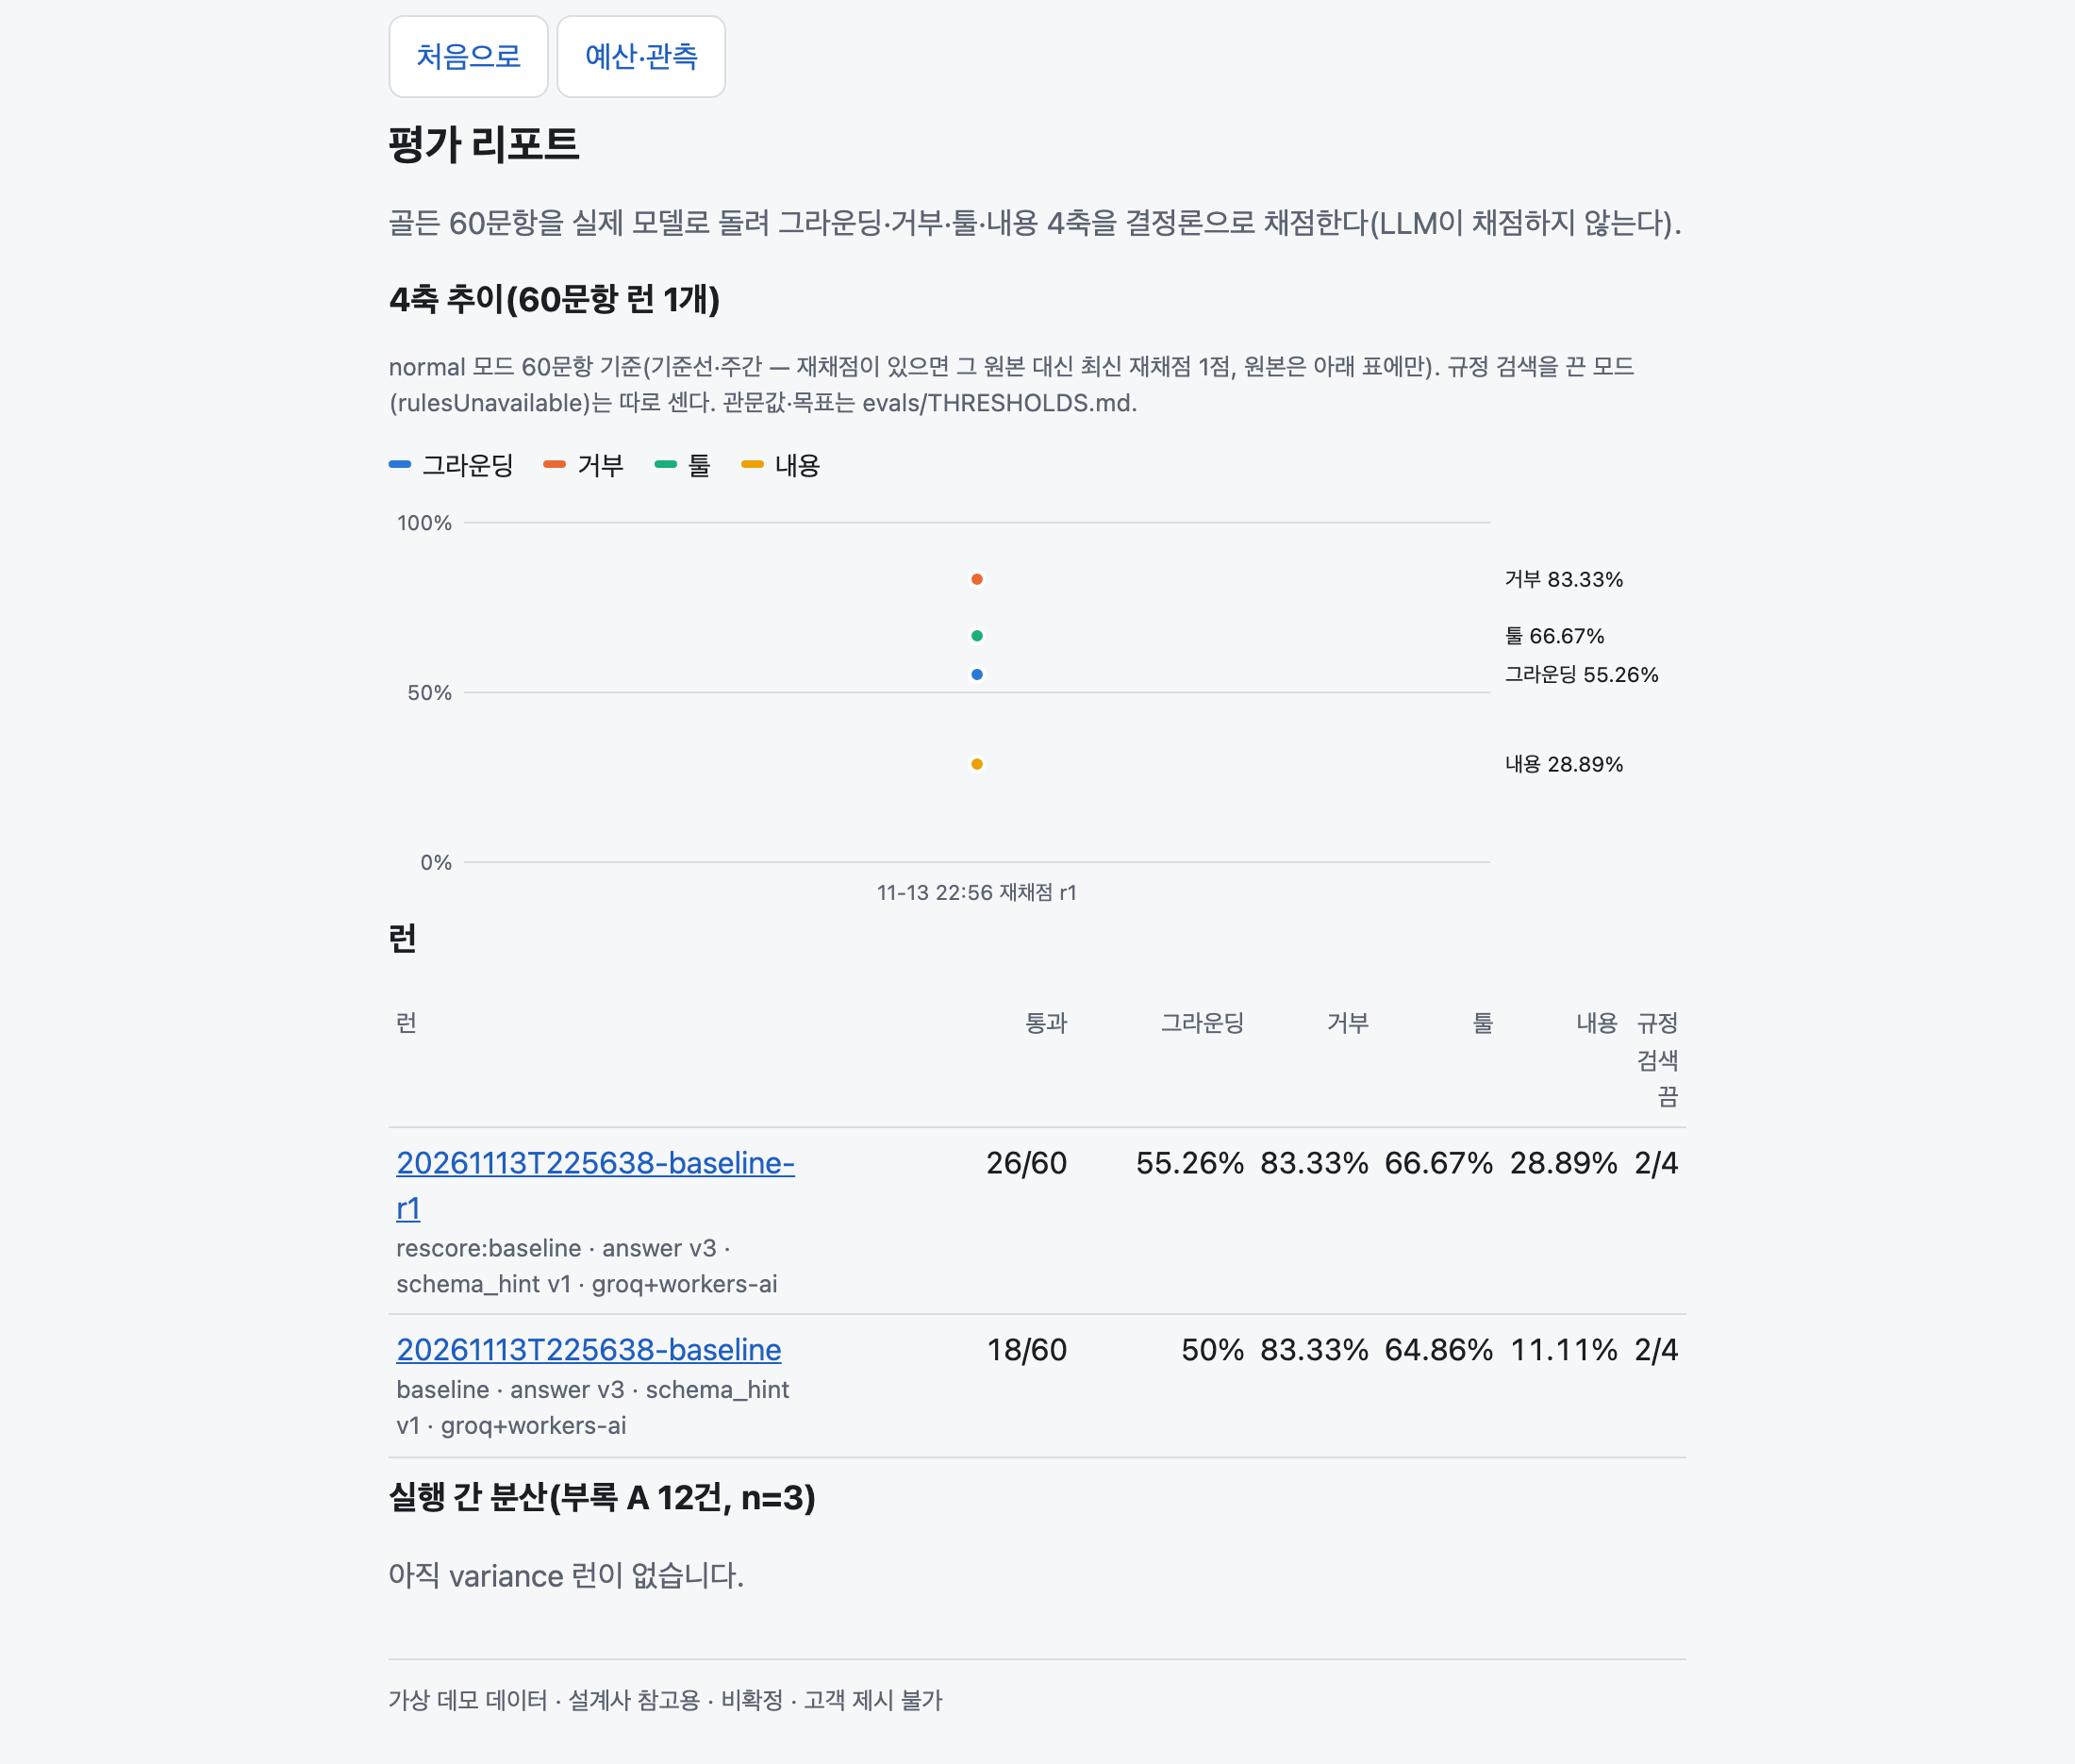 처음으로 예산·관측
평가 리포트
골든 60문항을 실제 모델로 돌려 그라운딩·거부·툴·내용 4축을 결정론으로 채점한다(LLM이 채점하지 않는다).
4축 추이(60문항 런 1개)
normal 모드 60문항 기준(기준선·주간 — 재채점이 있으면 그 원본 대신 최신 재채점 1점, 원본은 아래 표에만). 규정 검색을 끈 모드
(rulesUnavailable)는 따로 센다. 관문값·목표는 evals/THRESHOLDS.md.
그라운딩 거부 툴 내용
100%
거부 83.33%
툴 66.67%
그라운딩 55.26%
50%
내용 28.89%
0%
11-13 22:56 재채점 r1
런
런 통과 그라운딩 거부 툴 내용 규정
검색
끔
20261113T225638-baseline- 26/60 55.26% 83.33% 66.67% 28.89% 2/4
r1
rescore:baseline · answer v3 ·
schema_hint v1 · groq+workers-ai
20261113T225638-baseline 18/60 50% 83.33% 64.86% 11.11% 2/4
baseline · answer v3 · schema_hint
v1 · groq+workers-ai
실행 간 분산(부록 A 12건, n=3)
아직 variance 런이 없습니다.
가상 데모 데이터 · 설계사 참고용 · 비확정 · 고객 제시 불가